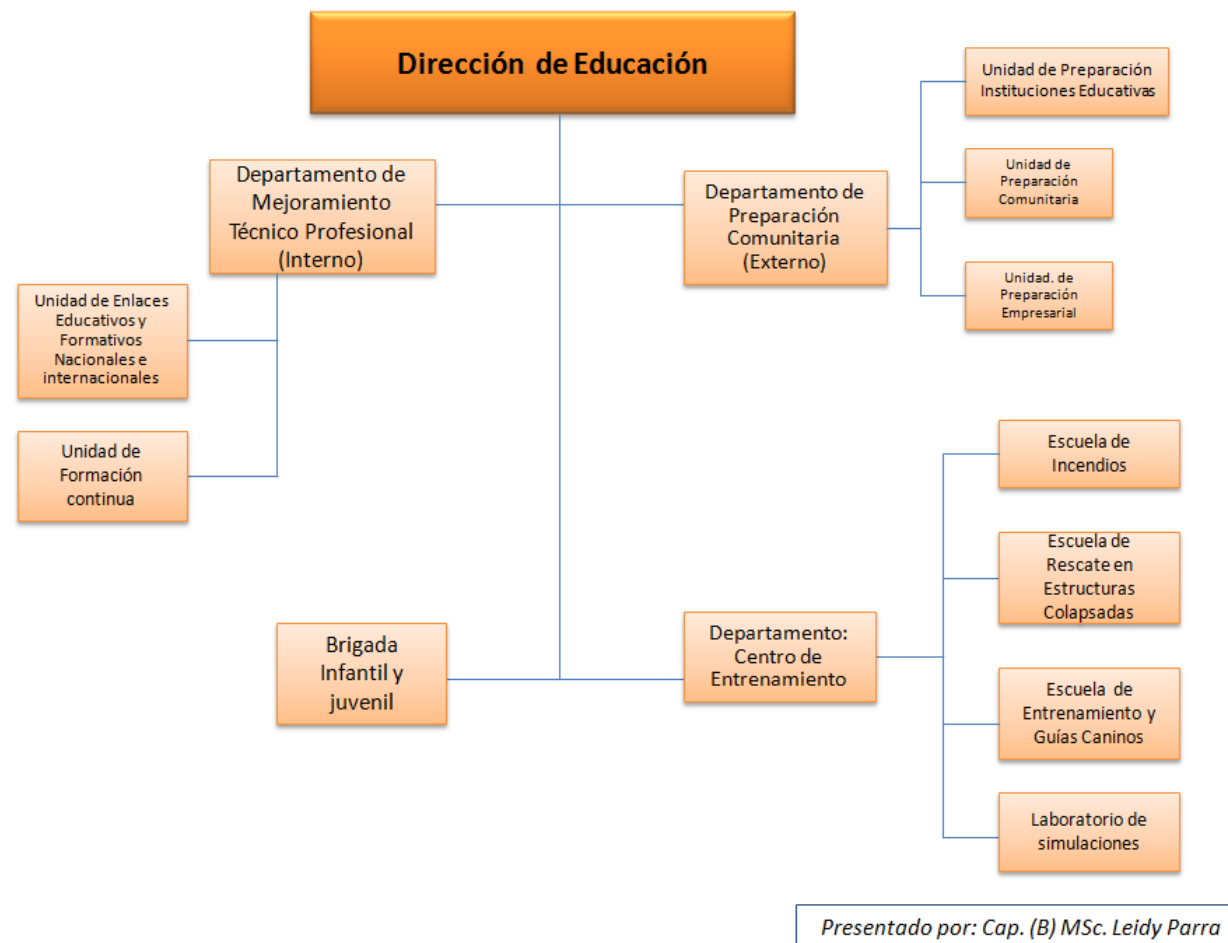 Dirección de Educación
Departamento de
Mejoramiento
Técnico Profesional
(Interno)
Unidad de Enlaces
Educativos y
Formativos
Nacionales e
internacionales
Unidad de
Formación
continua
Departamento de
Preparación
Comunitaria
(Externo)
Unidad de Preparación
Instituciones Educativas
Unidad de
Preparación
Comunitaria
Unidad. de
Preparación
Empresarial
Brigada
Infantil y
juvenil
Departamento:
Centro de
Entrenamiento
Escuela de
Incendios
Escuela de
Rescate en
Estructuras
Colapsadas
Escuela de
Entrenamiento y
Guías Caninos
Laboratorio de
simulaciones
Presentado por: Cap. (B) MSc. Leidy Parra